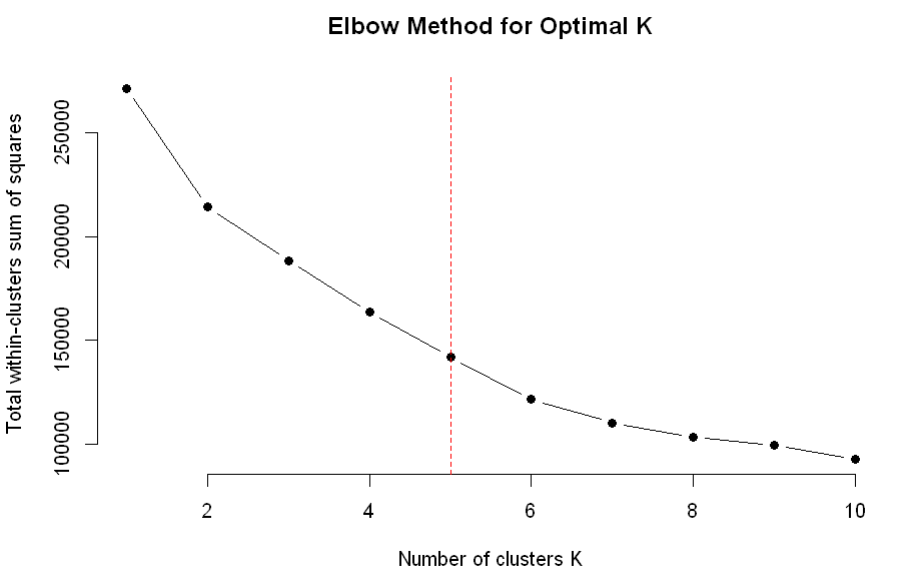 Elbow Method for Optimal K
Total within-clusters sum of squares
250000
200000
150000
100000
2 4 6 8 10
Number of clusters K